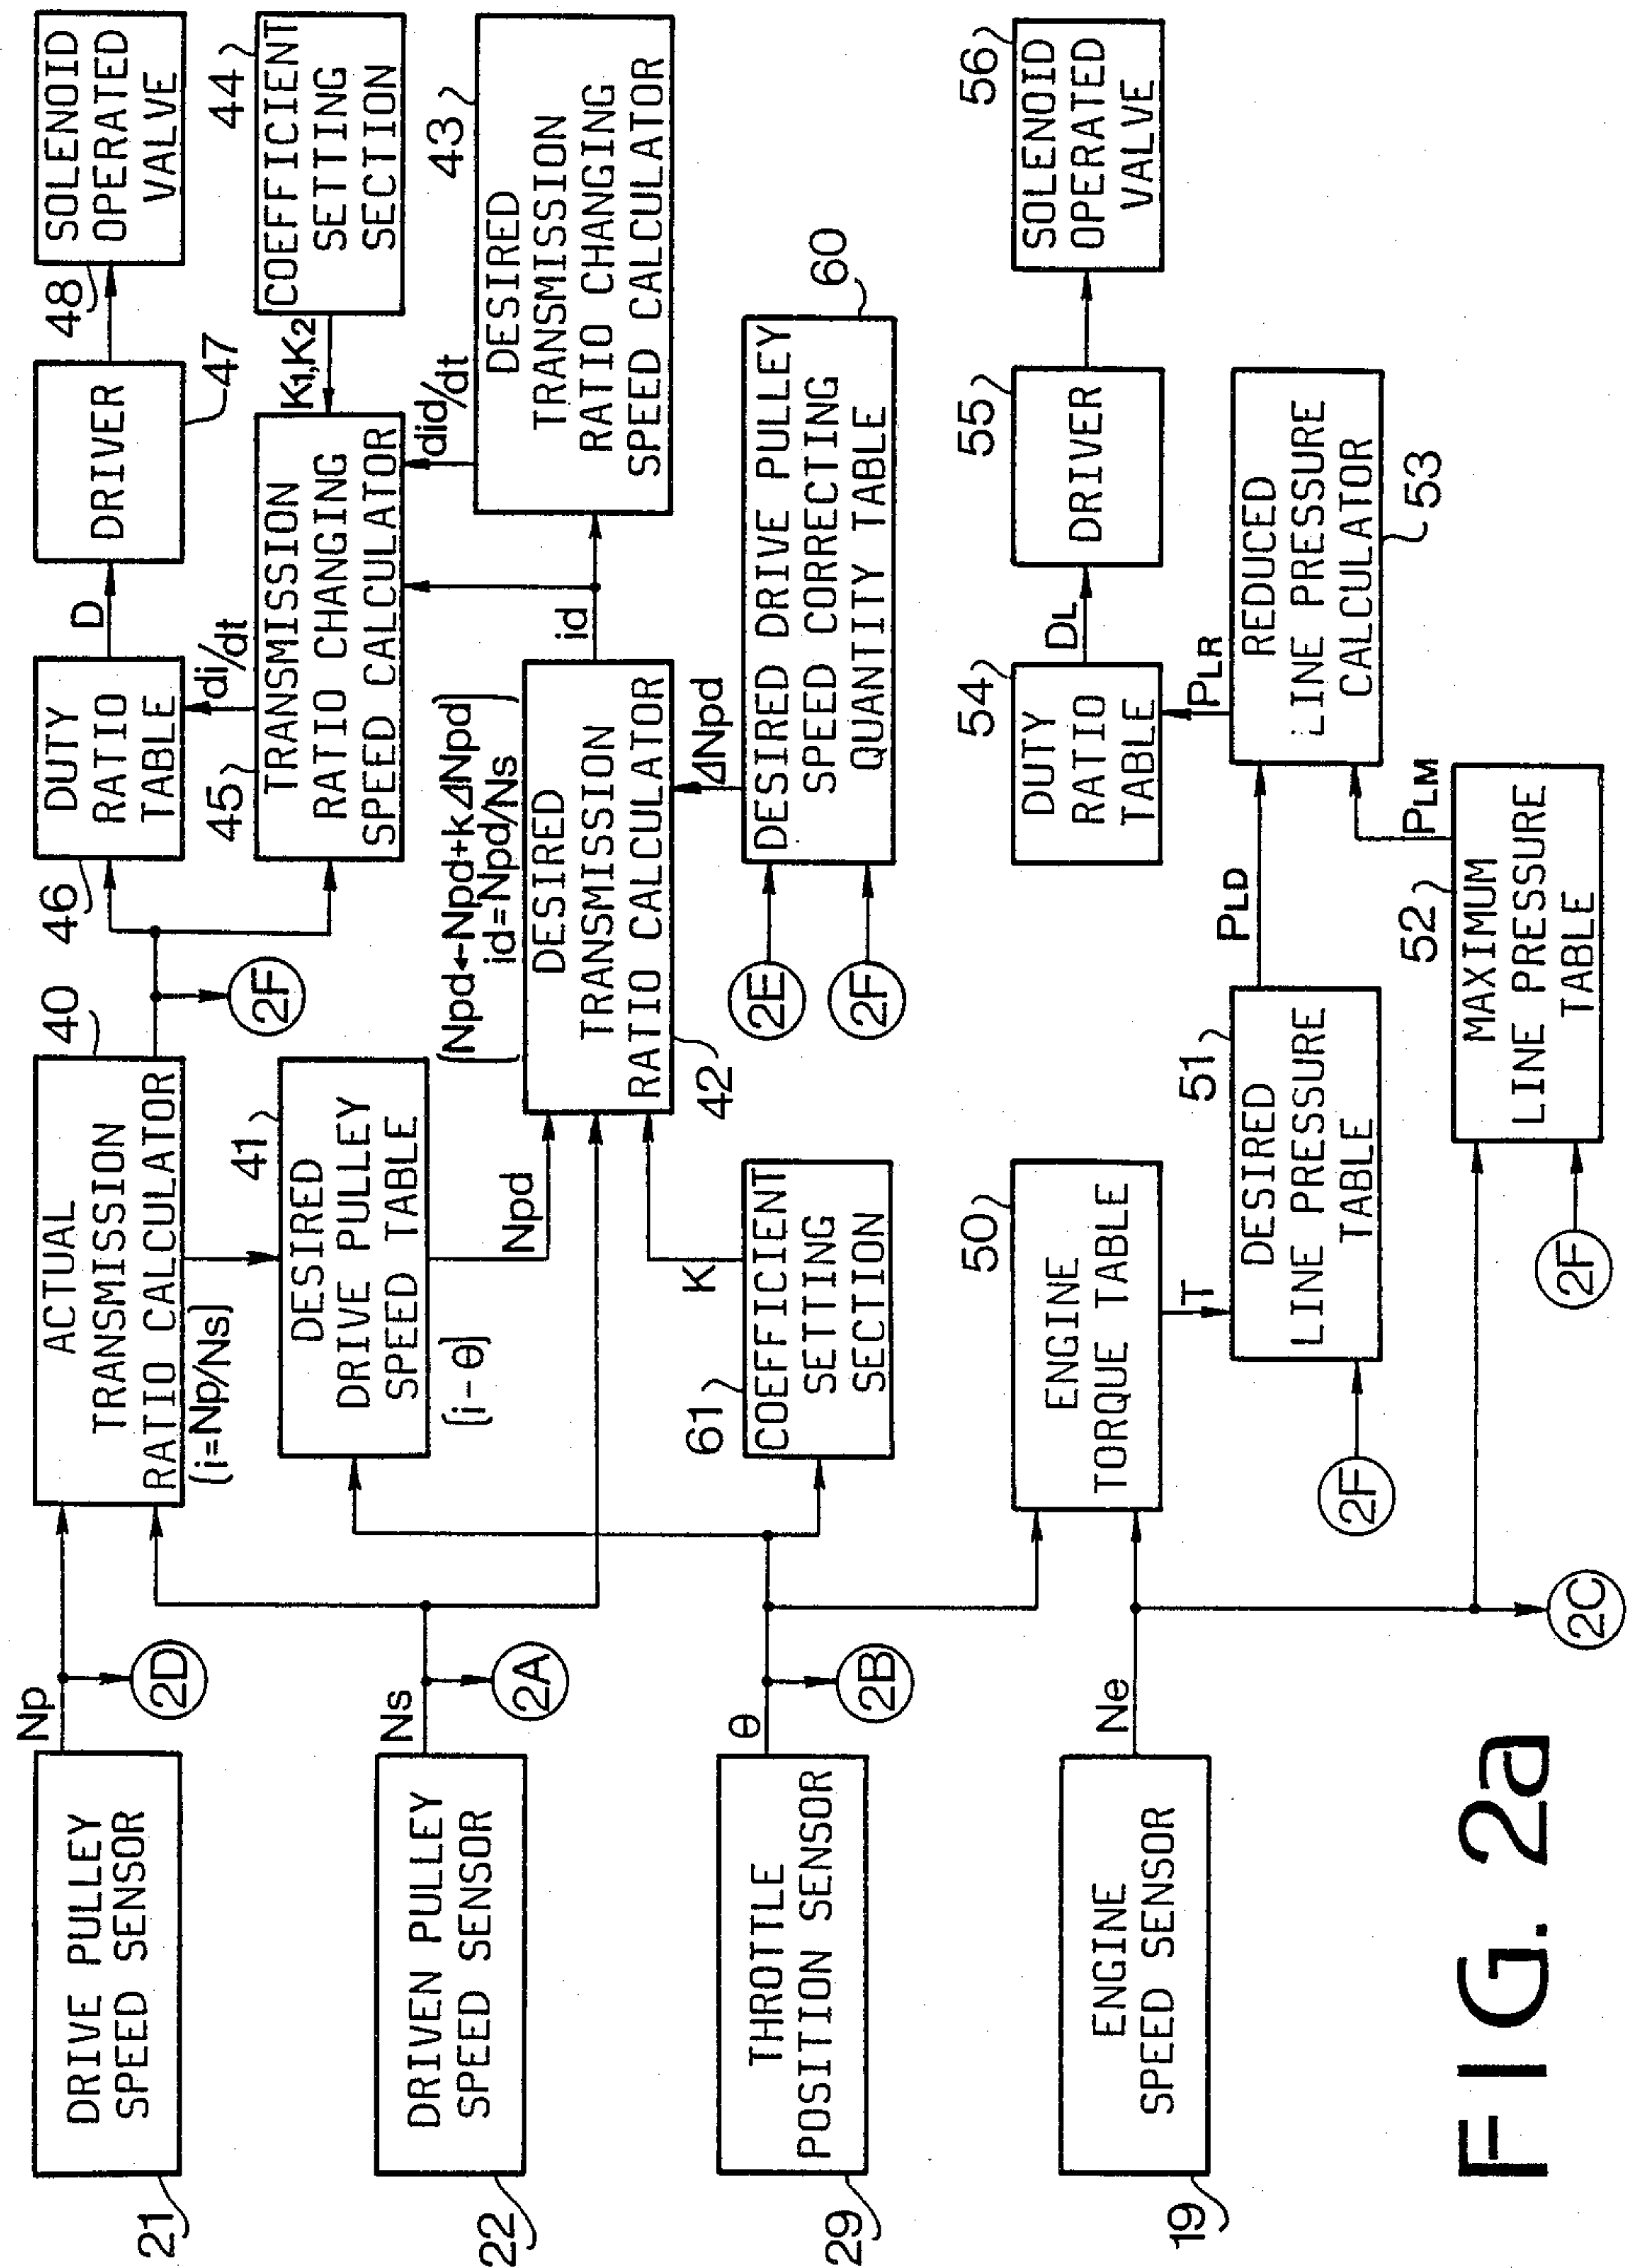 DRIVE PULLEY
SPEED SENSOR
21
Np
2D
ACTUAL
TRANSMISSION
RATIO CALCULATOR
(i=Np/Ns)
40
2F
46
DUTY
RATIO
TABLE
D
DRIVER
47
48
SOLENOID
OPERATED
VALVE
DRIVEN PULLEY
SPEED SENSOR
22
Ns
2A
41
DESIRED
DRIVE PULLEY
SPEED TABLE
(i-θ)
Npd
45
di/dt
TRANSMISSION
RATIO CHANGING
SPEED CALCULATOR
K1,K2
44
COEFFICIENT
SETTING
SECTION
did/dt
43
DESIRED
TRANSMISSION
RATIO CHANGING
SPEED CALCULATOR
(Npd←Npd+kΔNpd
id=Npd/Ns)
DESIRED
TRANSMISSION
RATIO CALCULATOR
42
id
THROTTLE
POSITION SENSOR
29
θ
2B
61
COEFFICIENT
SETTING
SECTION
K
2E
2F
ΔNpd
DESIRED DRIVE PULLEY
SPEED CORRECTING
QUANTITY TABLE
60
ENGINE
SPEED SENSOR
19
Ne
2C
50
ENGINE
TORQUE TABLE
T
2F
51
DESIRED
LINE PRESSURE
TABLE
PLD
2F
52
MAXIMUM
LINE PRESSURE
TABLE
PLM
REDUCED
LINE PRESSURE
CALCULATOR
53
PLR
54
DUTY
RATIO
TABLE
DL
55
DRIVER
56
SOLENOID
OPERATED
VALVE
FIG. 2a